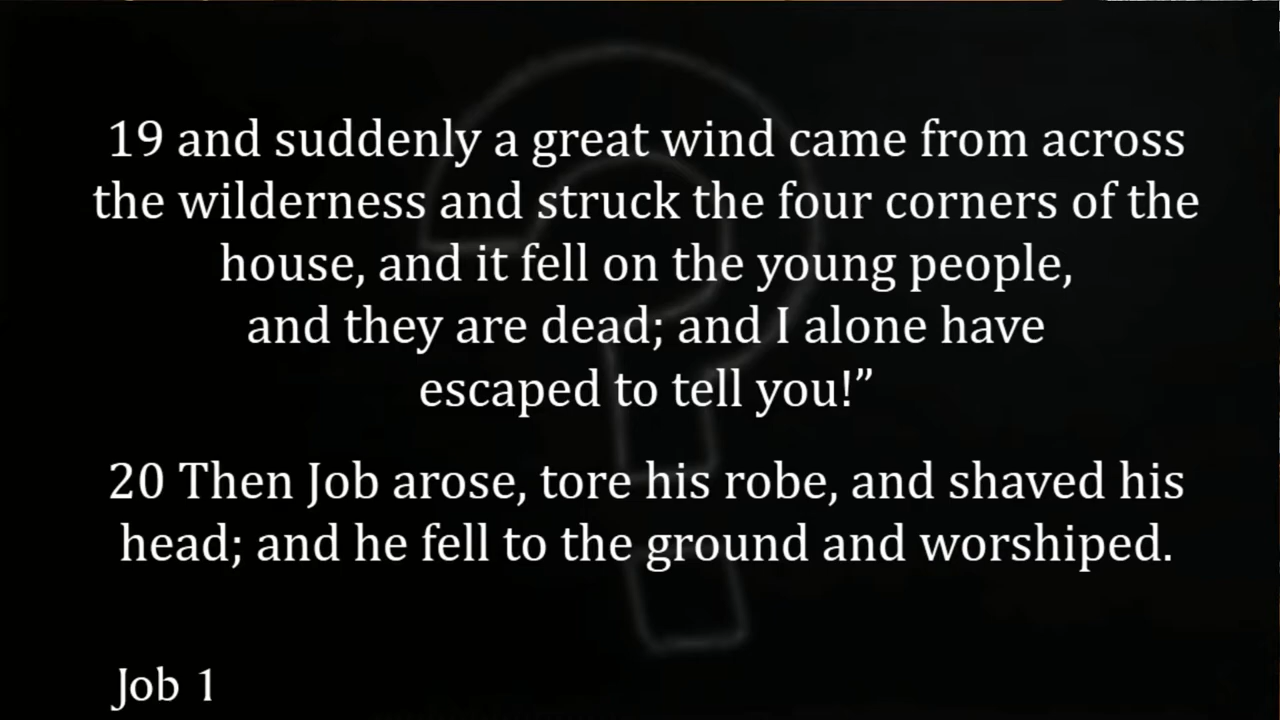 19 and suddenly a great wind came from across
the wilderness and struck the four corners of the
house, and it fell on the young people,
and they are dead; and I alone have
escaped to tell you!”
20 Then Job arose, tore his robe, and shaved his
head; and he fell to the ground and worshiped.
Job 1